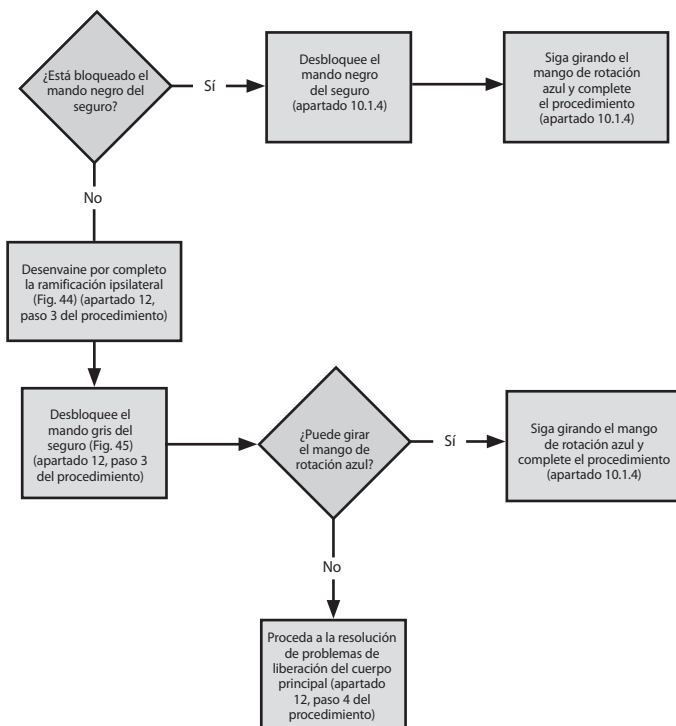 ¿Está bloqueado el
mando negro del
seguro?
Sí
Desbloquee el
mando negro
del seguro
(apartado 10.1.4)
Siga girando el
mango de rotación
azul y complete
el procedimiento
(apartado 10.1.4)
No
Desenvaine por completo
la ramificación ipsilateral
(Fig. 44) (apartado 12,
paso 3 del procedimiento)
Desbloquee el
mando gris del
seguro (Fig. 45)
(apartado 12, paso 3
del procedimiento)
¿Puede girar
el mango de
rotación azul?
Sí
Siga girando el mango
de rotación azul y
complete el procedimiento
(apartado 10.1.4)
No
Proceda a la resolución
de problemas de
liberación del cuerpo
principal (apartado
12, paso 4 del
procedimiento)